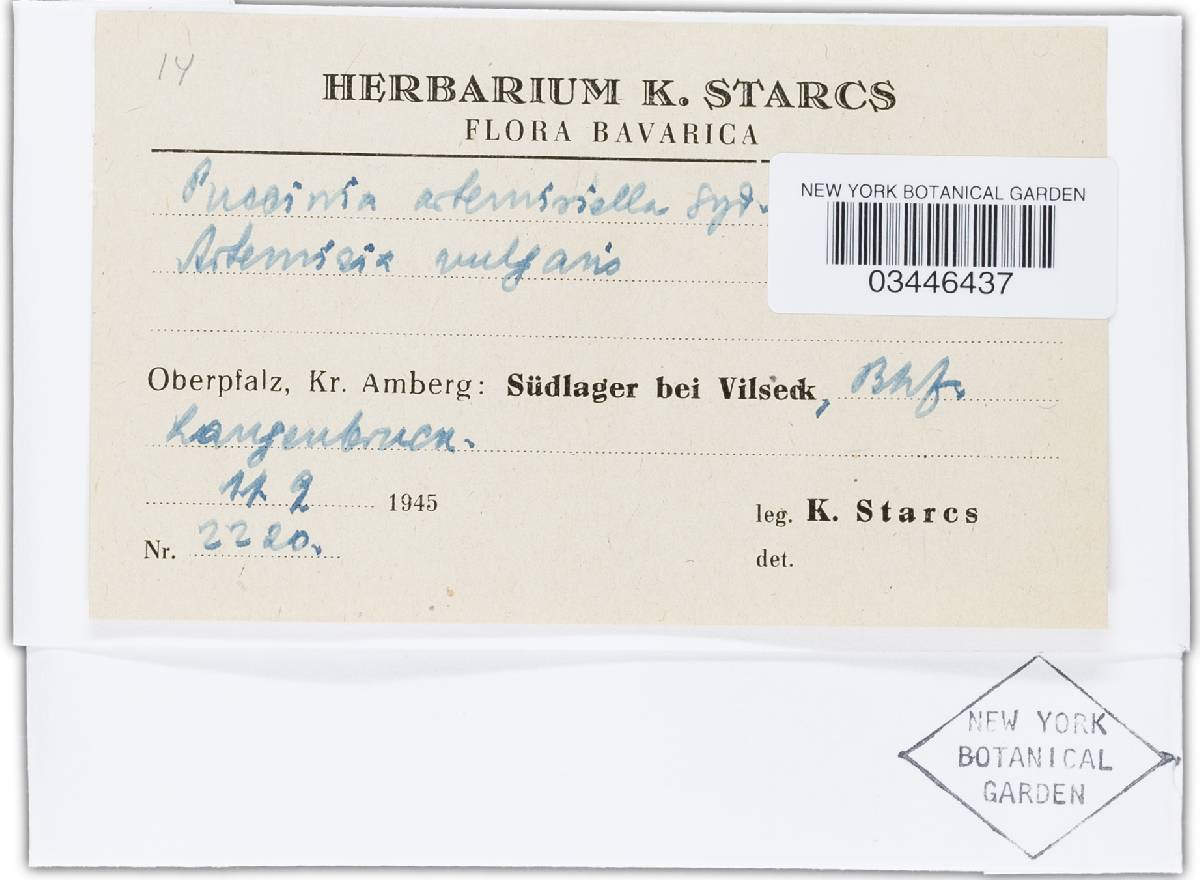 14
HERBARIUM K. STARCS
FLORA BAVARICA
Puccinia artemisiella Syd.
Artemisia vulgaris
NEW YORK BOTANICAL GARDEN
03446437
Oberpfalz, Kr. Amberg: Südlager bei Vilseck, Bhf.
Langenbruck.
11 9 1945
leg. K. Starcs
Nr. 2220.
det.
NEW YORK
BOTANICAL
GARDEN